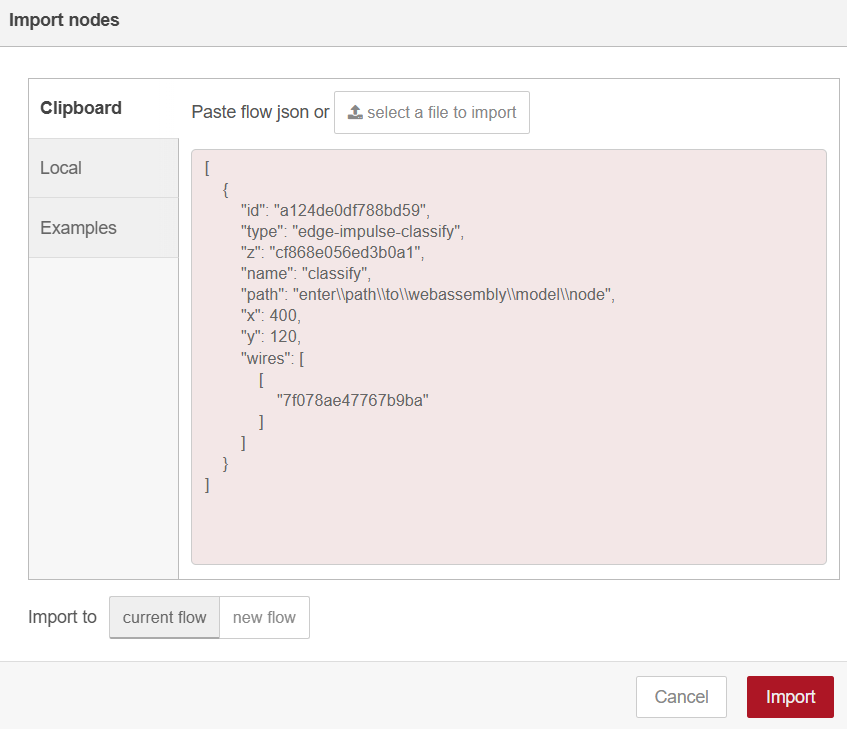 Import nodes
Clipboard
Local
Examples
Paste flow json or select a file to import
[
{
"id": "a124de0df788bd59",
"type": "edge-impulse-classify",
"z": "cf868e056ed3b0a1",
"name": "classify",
"path": "enter\\path\\to\\webassembly\\model\\node",
"x": 400,
"y": 120,
"wires": [
[
"7f078ae47767b9ba"
]
]
}
]
Import to current flow new flow
Cancel Import